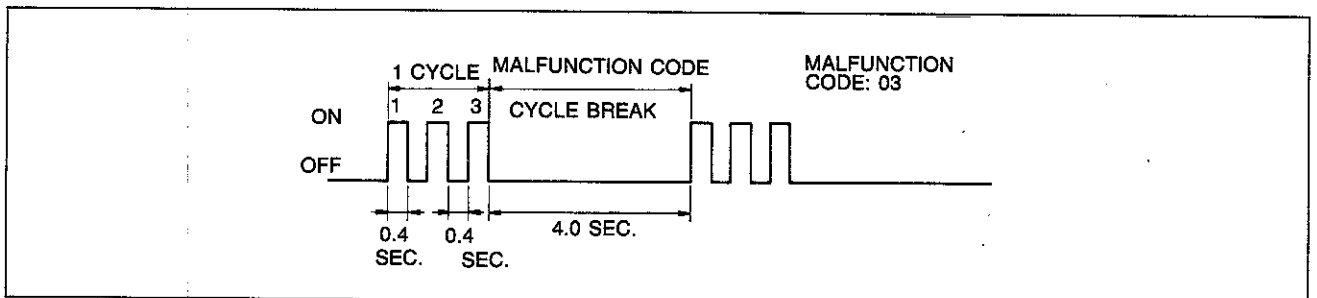 1 CYCLE MALFUNCTION CODE
MALFUNCTION
CODE: 03
1 2 3 CYCLE BREAK
ON
OFF
0.4
SEC.
0.4
SEC.
4.0 SEC.